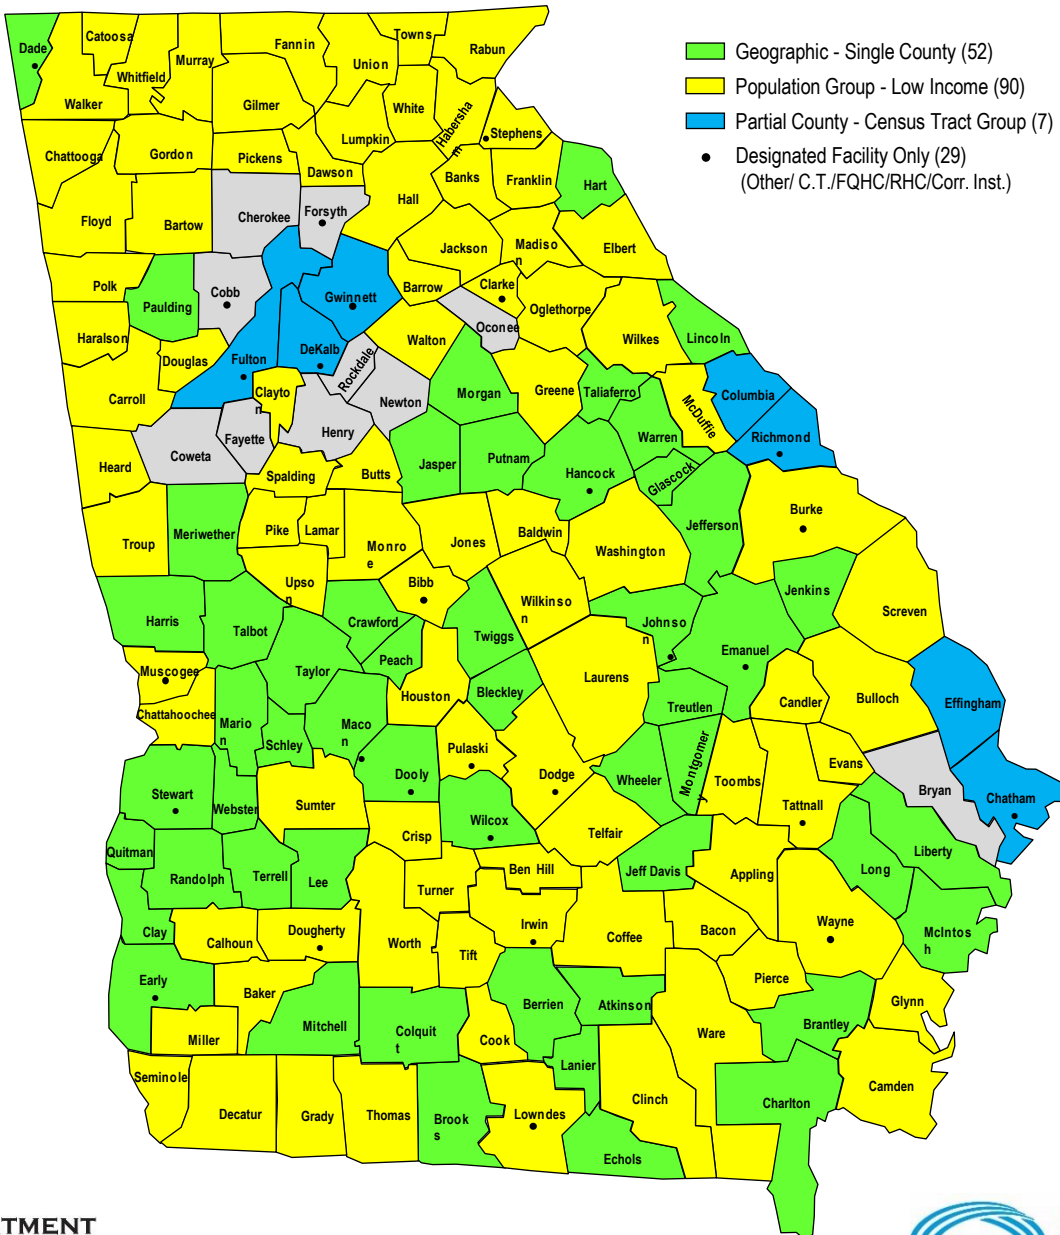 Geographic - Single County (52)
Population Group - Low Income (90)
Partial County - Census Tract Group (7)
Designated Facility Only (29)
(Other/ C.T./FQHC/RHC/Corr. Inst.)
Dade
Catoosa
Walker
Whitfield
Murray
Fannin
Gilmer
Union
Towns
Rabun
White
Lumpkin
Habersha
m
Stephens
Chattooga
Gordon
Pickens
Dawson
Hall
Banks
Franklin
Hart
Floyd
Bartow
Cherokee
Forsyth
Jackson
Madiso
n
Elbert
Polk
Paulding
Cobb
Gwinnett
Barrow
Clarke
Oconee
Oglethorpe
Wilkes
Lincoln
Haralson
Douglas
Fulton
DeKalb
Rockdale
Walton
Carroll
Clayto
n
Newton
Morgan
Greene
Taliaferro
McDuffie
Columbia
Richmond
Heard
Coweta
Fayette
Henry
Spalding
Butts
Jasper
Putnam
Hancock
Warren
Glascock
Troup
Meriwether
Pike
Lamar
Monro
e
Jones
Baldwin
Washington
Jefferson
Burke
Upso
n
Bibb
Wilkinso
n
Johnso
n
Jenkins
Screven
Harris
Talbot
Crawford
Peach
Twiggs
Emanuel
Muscogee
Taylor
Houston
Bleckley
Laurens
Treutlen
Candler
Bulloch
Effingham
Chattahoochee
Mario
n
Schley
Maco
n
Pulaski
Dodge
Wheeler
Montgomer
y
Toombs
Evans
Tattnall
Bryan
Chatham
Stewart
Webster
Sumter
Dooly
Wilcox
Telfair
Crisp
Quitman
Randolph
Terrell
Lee
Turner
Ben Hill
Jeff Davis
Appling
Long
Liberty
Clay
Calhoun
Dougherty
Worth
Tift
Irwin
Coffee
Bacon
Wayne
McIntos
h
Early
Baker
Mitchell
Colquit
t
Berrien
Atkinson
Pierce
Brantley
Glynn
Miller
Cook
Lanier
Ware
Seminole
Decatur
Grady
Thomas
Brook
s
Lowndes
Clinch
Charlton
Camden
Echols
TMENT